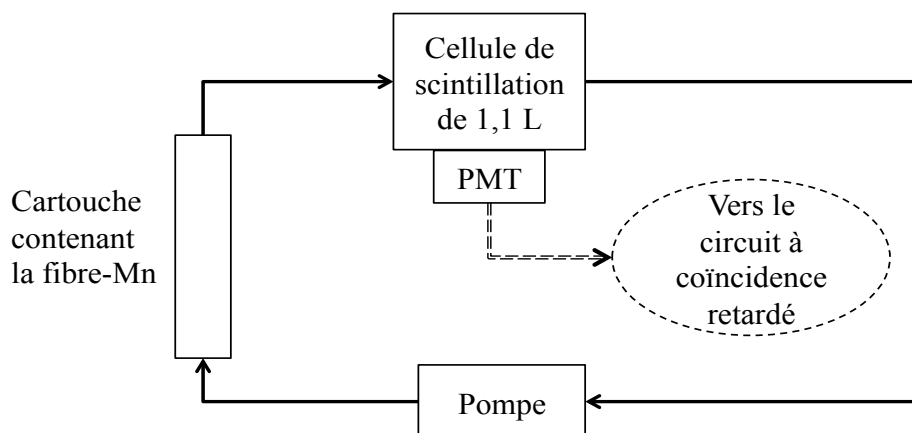 Cellule de
scintillation
de 1,1 L
PMT
Cartouche
contenant
la fibre-Mn
Vers le
circuit à
coïncidence
retardé
Pompe